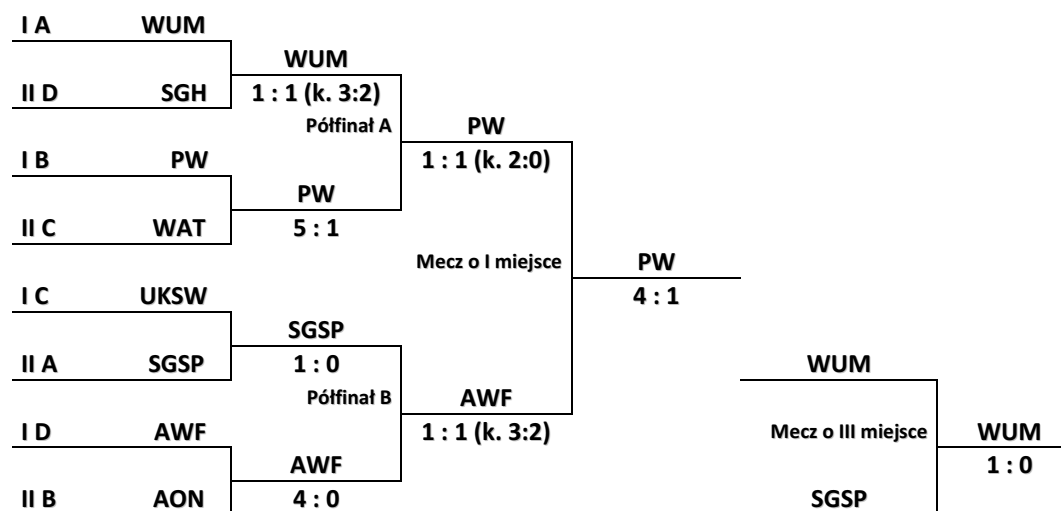 I A WUM
WUM
II D SGH
1 : 1 (k. 3:2)
Półfinał A
PW
I B PW
1 : 1 (k. 2:0)
PW
II C WAT
5 : 1
Mecz o I miejsce
PW
I C UKSW
4 : 1
SGSP
II A SGSP
1 : 0
WUM
Półfinał B
AWF
I D AWF
1 : 1 (k. 3:2)
Mecz o III miejsce
WUM
AWF
1 : 0
II B AON
4 : 0
SGSP